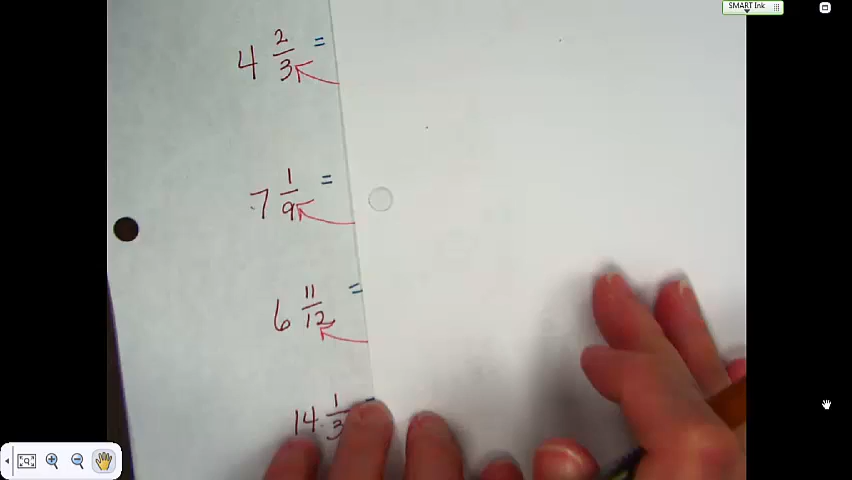 SMART Ink
4 2/3 =
7 1/9 =
6 11/12 =
14 1/3 =